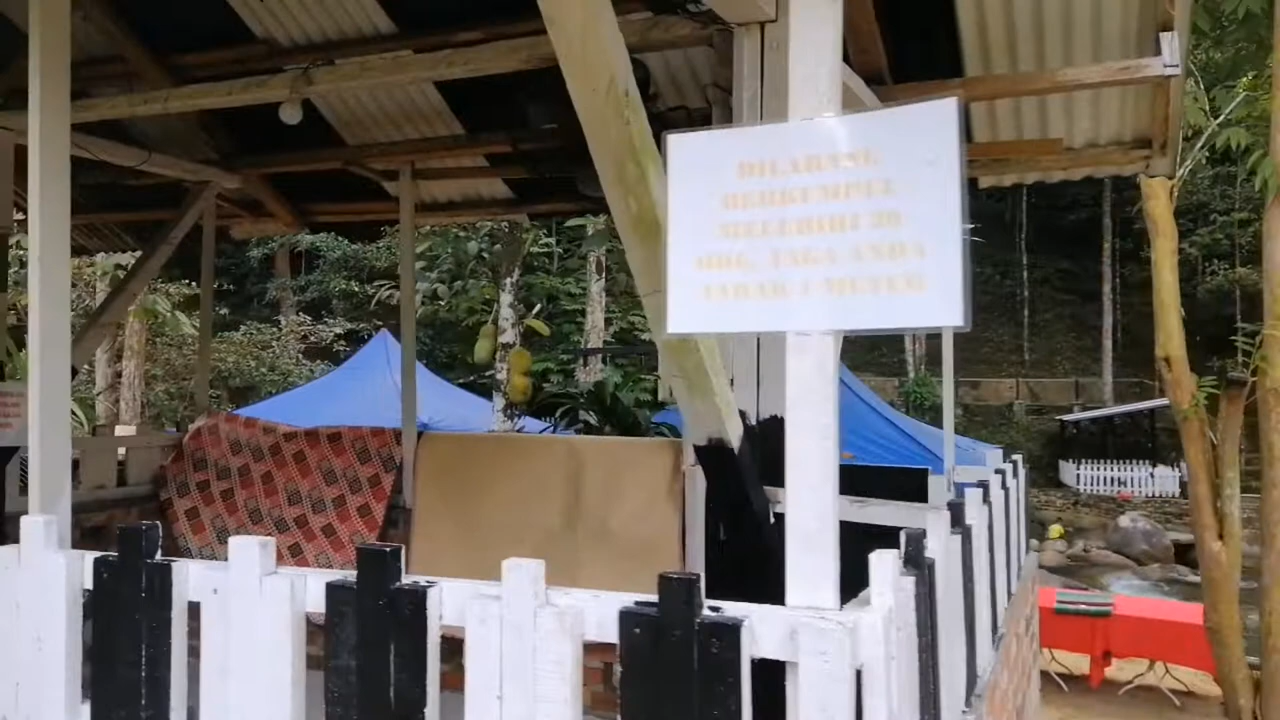 DILARANG
BERKUMPUL
MELEBIHI 20
ORG. JAGA ANDA
JARAK 1 METER